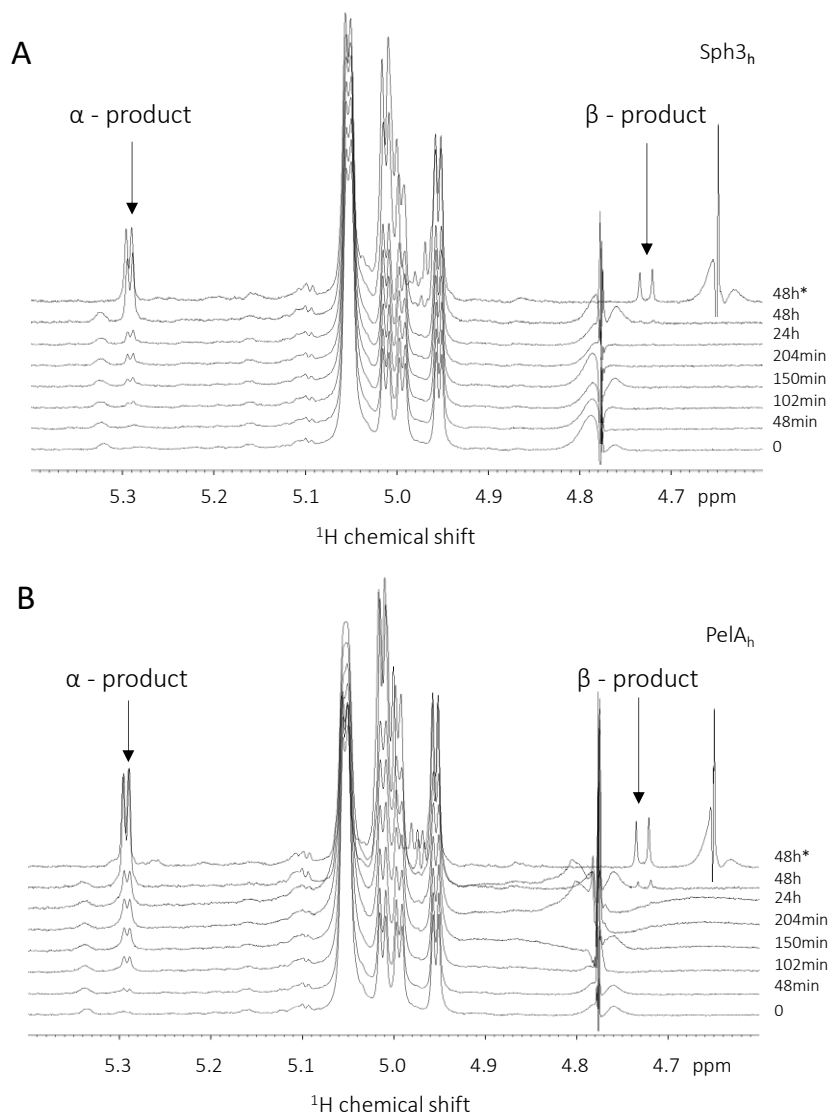 A
Sph3h
α - product
β - product
48h*
48h
24h
204min
150min
102min
48min
0
5.3 5.2 5.1 5.0 4.9 4.8 4.7 ppm
¹H chemical shift
B
PelAh
α - product
β - product
48h*
48h
24h
204min
150min
102min
48min
0
5.3 5.2 5.1 5.0 4.9 4.8 4.7 ppm
¹H chemical shift